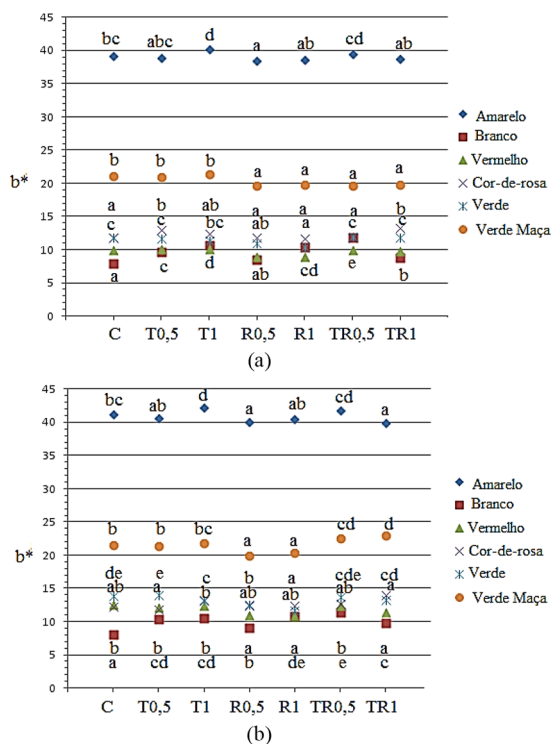 45
bc abc d a ab cd ab
40
35
30
Amarelo
25
b b b a a a a
Branco
Vermelho
b* 20
Cor-de-rosa
a b ab a a a b
15
Verde
c c bc ab a c c
Verde Maça
10
5
a c d ab cd e b
0
C T0,5 T1 R0,5 R1 TR0,5 TR1
(a)
45
bc ab d a ab cd a
40
35
30
Amarelo
25
b b bc a a cd d
Branco
Vermelho
b* 20
Cor-de-rosa
de e c b a cde cd
15
Verde
ab a b ab ab ab c
Verde Maça
10
5
b b b a a b a
a cd cd b de e c
0
C T0,5 T1 R0,5 R1 TR0,5 TR1
(b)